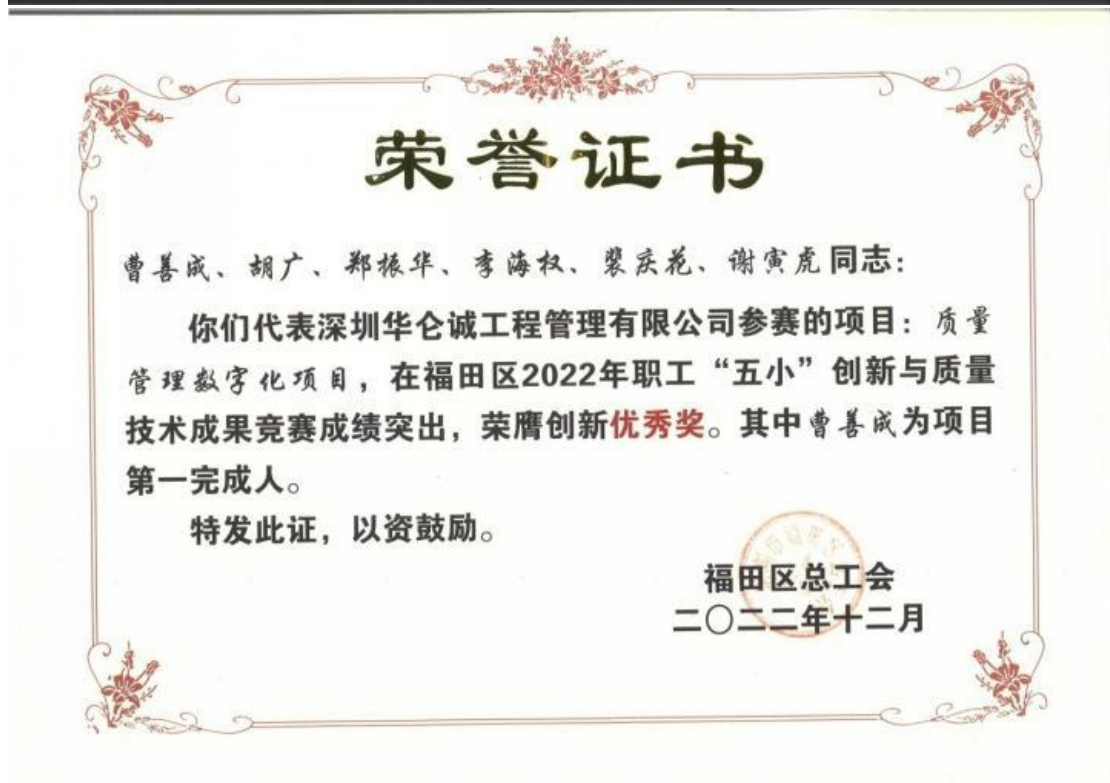 荣誉证书
曹善成、胡广、郑振华、李海权、裴庆花、谢寅虎同志：
你们代表深圳华仑诚工程管理有限公司参赛的项目：质量
管理数字化项目，在福田区2022年职工“五小”创新与质量
技术成果竞赛成绩突出，荣膺创新优秀奖。其中曹善成为项目
第一完成人。
特发此证，以资鼓励。
福田区总工会
二〇二二年十二月